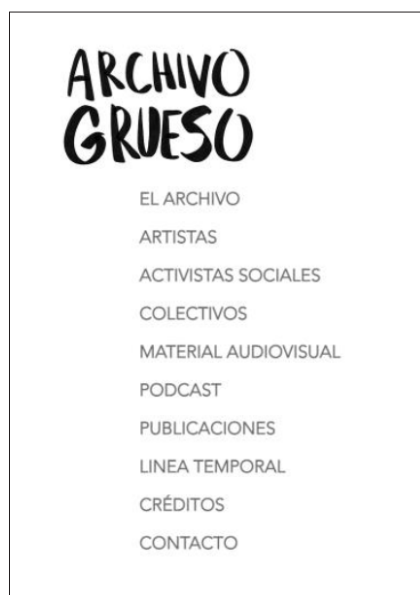 ARCHIVO
GRUESO
EL ARCHIVO
ARTISTAS
ACTIVISTAS SOCIALES
COLECTIVOS
MATERIAL AUDIOVISUAL
PODCAST
PUBLICACIONES
LINEA TEMPORAL
CRÉDITOS
CONTACTO